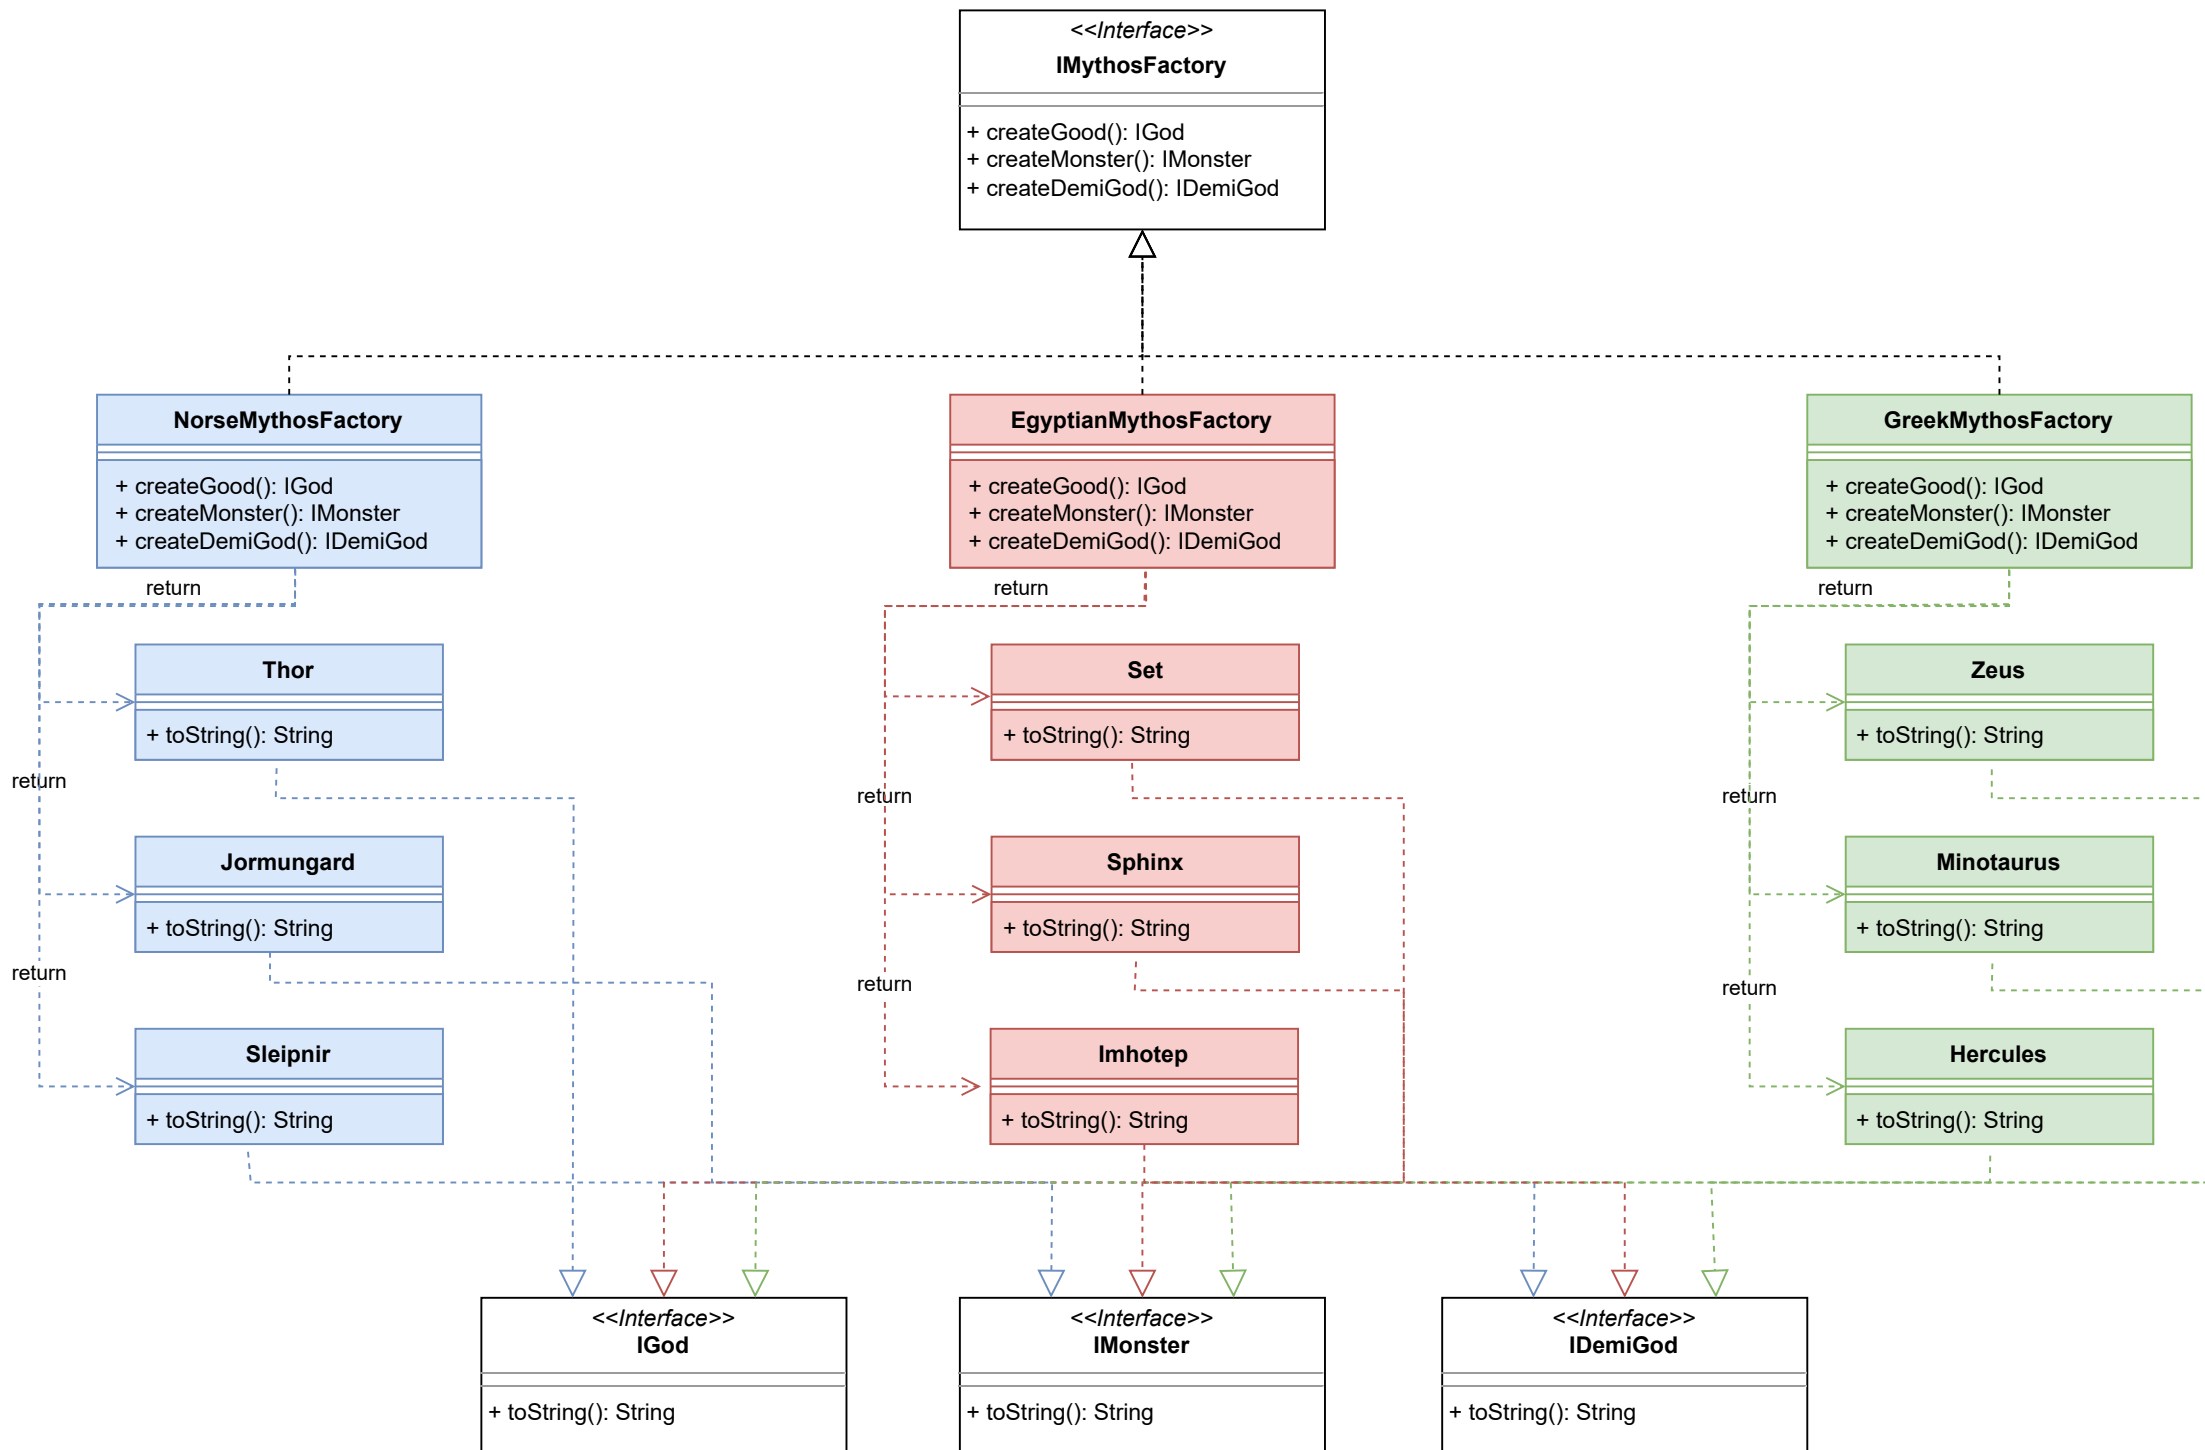 <<Interface>>
IMythosFactory
+ createGood(): IGod
+ createMonster(): IMonster
+ createDemiGod(): IDemiGod
NorseMythosFactory
+ createGood(): IGod
+ createMonster(): IMonster
+ createDemiGod(): IDemiGod
EgyptianMythosFactory
+ createGood(): IGod
+ createMonster(): IMonster
+ createDemiGod(): IDemiGod
GreekMythosFactory
+ createGood(): IGod
+ createMonster(): IMonster
+ createDemiGod(): IDemiGod
return
return
return
Thor
+ toString(): String
Set
+ toString(): String
Zeus
+ toString(): String
return
return
return
Jormungard
+ toString(): String
Sphinx
+ toString(): String
Minotaurus
+ toString(): String
return
return
return
Sleipnir
+ toString(): String
Imhotep
+ toString(): String
Hercules
+ toString(): String
<<Interface>>
IGod
+ toString(): String
<<Interface>>
IMonster
+ toString(): String
<<Interface>>
IDemiGod
+ toString(): String